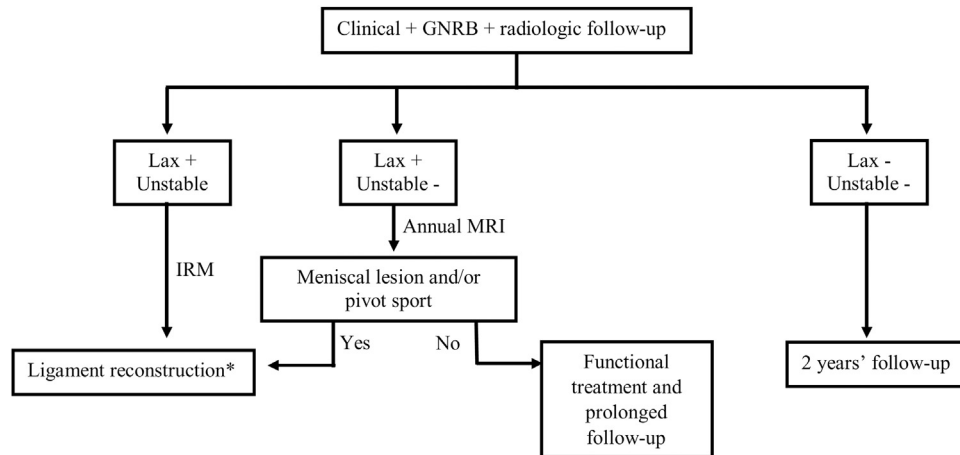 Clinical + GNRB + radiologic follow-up
Lax +
Unstable
Lax +
Unstable -
Lax -
Unstable -
Annual MRI
IRM
Meniscal lesion and/or
pivot sport
Yes
No
Ligament reconstruction*
Functional
treatment and
prolonged
follow-up
2 years’ follow-up